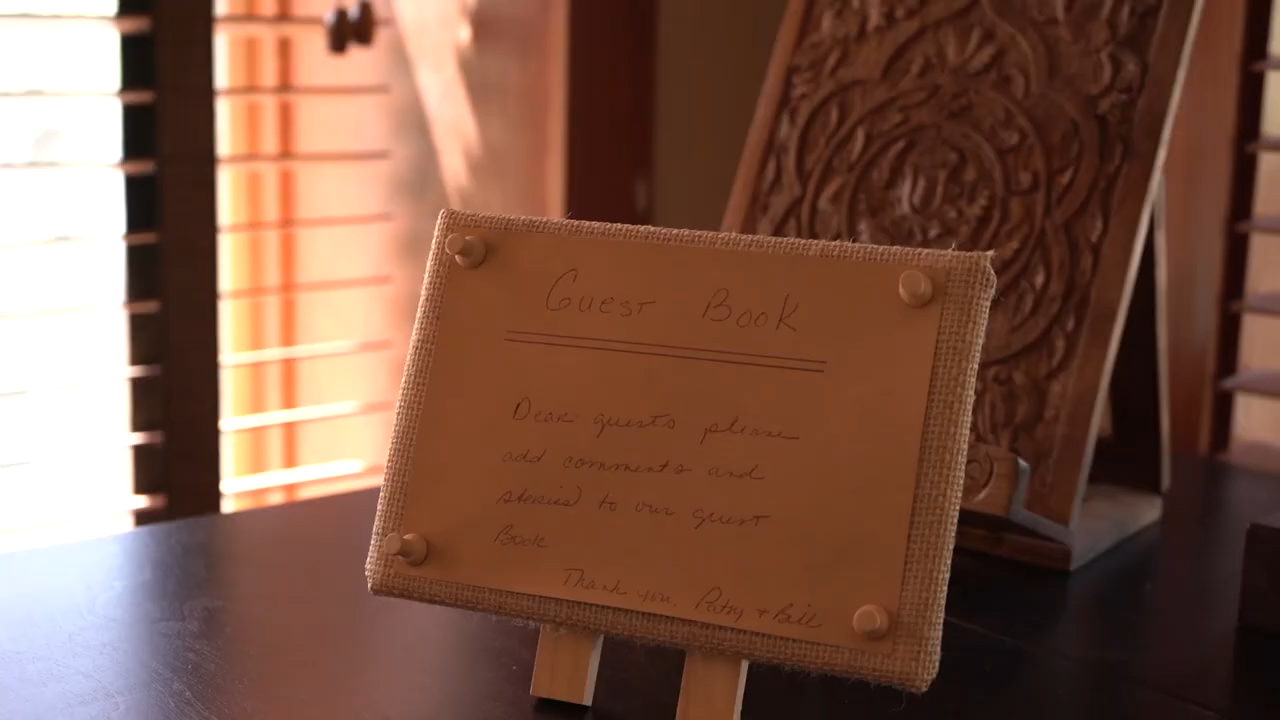 Guest Book
Dear guests please
add comments and
stories to our guest
Book
Thank you, Patsy + Bill